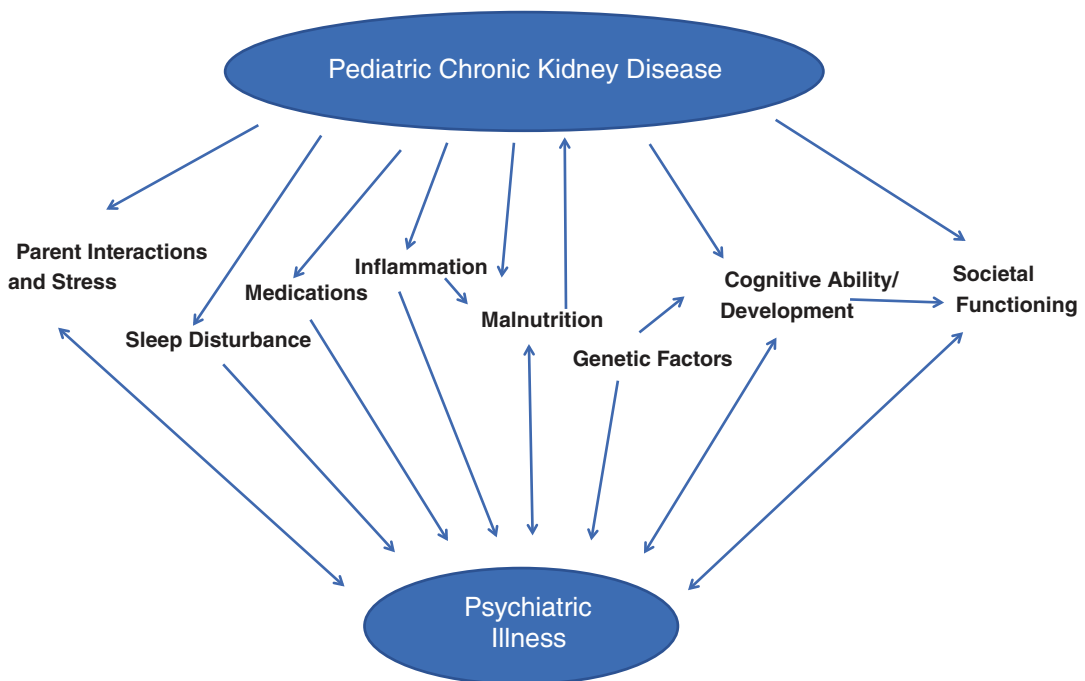 Pediatric Chronic Kidney Disease
Parent Interactions
and Stress
Sleep Disturbance
Medications
Inflammation
Malnutrition
Genetic Factors
Cognitive Ability/
Development
Societal
Functioning
Psychiatric
Illness